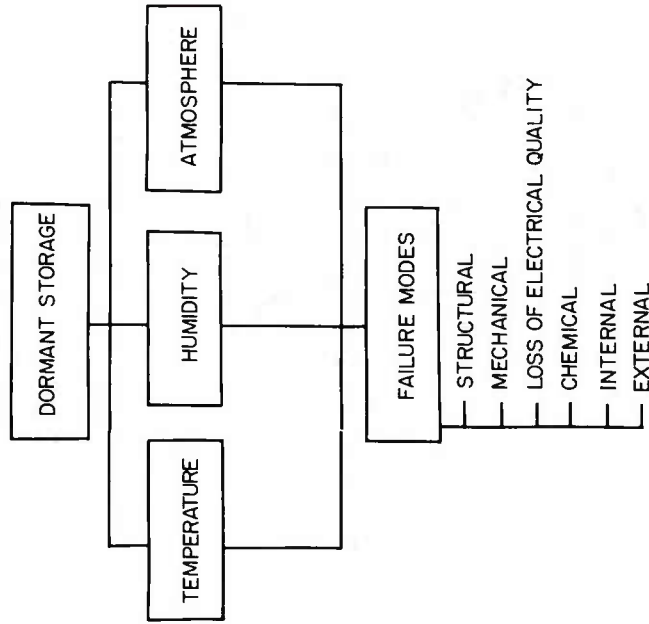 DORMANT STORAGE
TEMPERATURE
HUMIDITY
ATMOSPHERE
FAILURE MODES
STRUCTURAL
MECHANICAL
LOSS OF ELECTRICAL QUALITY
CHEMICAL
INTERNAL
EXTERNAL